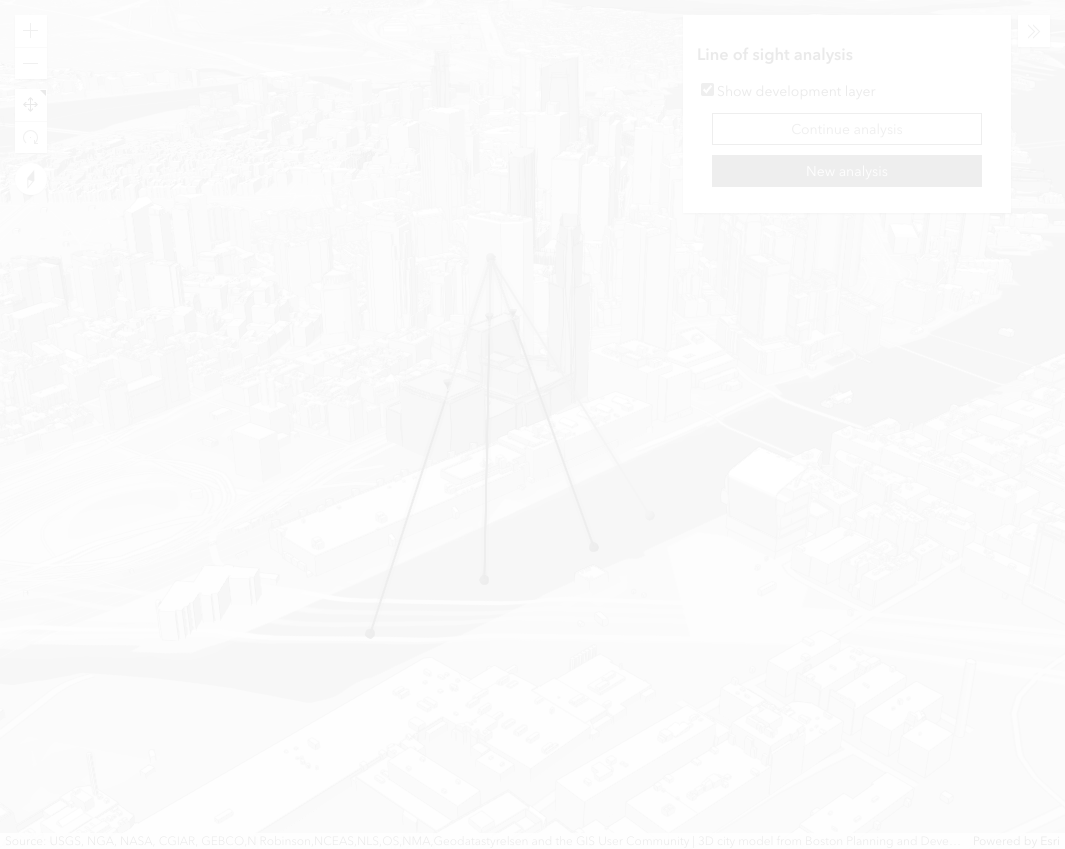 Line of sight analysis
Show development layer
Continue analysis
New analysis
Source: USGS, NGA, NASA, CGIAR, GEBCO,N Robinson,NCEAS,NLS,OS,NMA,Geodatastyrelsen and the GIS User Community | 3D city model from Boston Planning and Deve... Powered by Esri